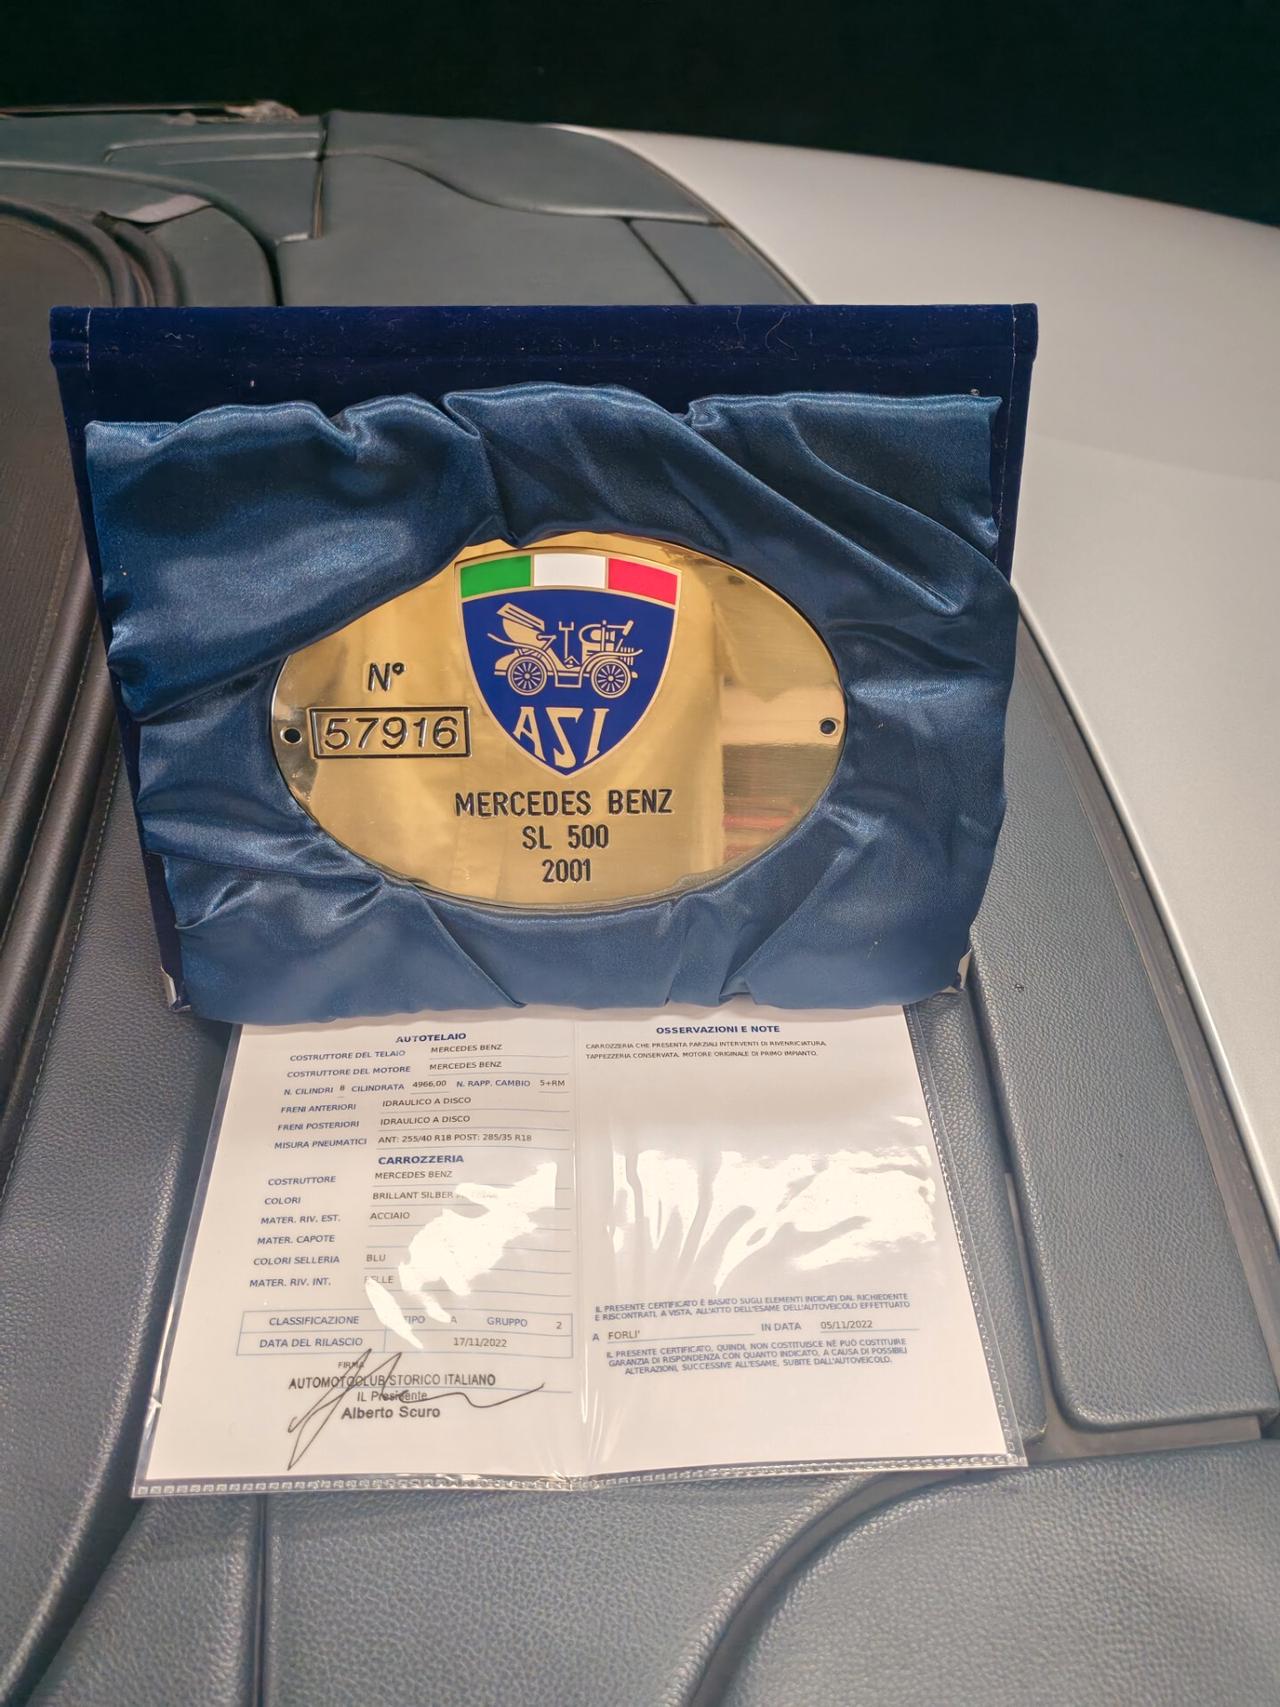 Nº
57916
ASI
MERCEDES BENZ
SL 500
2001
AUTOTELAIO
COSTRUTTORE DEL TELAIO MERCEDES BENZ
COSTRUTTORE DEL MOTORE MERCEDES BENZ
N. CILINDRI 8 CILINDRATA 4966,00 N. RAPP. CAMBIO 5+RM
FRENI ANTERIORI IDRAULICO A DISCO
FRENI POSTERIORI IDRAULICO A DISCO
MISURA PNEUMATICI ANT: 255/40 R18 POST: 285/35 R18
CARROZZERIA
COSTRUTTORE MERCEDES BENZ
COLORI BRILLANT SILBER
MATER. RIV. EST. ACCIAIO
MATER. CAPOTE
COLORI SELLERIA BLU
MATER. RIV. INT. PELLE
CLASSIFICAZIONE TIPO A GRUPPO 2
DATA DEL RILASCIO 17/11/2022
FIRMA
AUTOMOTOCLUB STORICO ITALIANO
IL Presidente
Alberto Scuro
OSSERVAZIONI E NOTE
CARROZZERIA CHE PRESENTA PARZIALI INTERVENTI DI RIVERNICIATURA,
TAPPEZZERIA CONSERVATA. MOTORE ORIGINALE DI PRIMO IMPIANTO.
IL PRESENTE CERTIFICATO È BASATO SUGLI ELEMENTI INDICATI DAL RICHIEDENTE
E RISCONTRATI, A VISTA, ALL'ATTO DELL'ESAME DELL'AUTOVEICOLO EFFETTUATO
A FORLI' IN DATA 05/11/2022
IL PRESENTE CERTIFICATO, QUINDI, NON COSTITUISCE NÈ PUÒ COSTITUIRE
GARANZIA DI RISPONDENZA CON QUANTO INDICATO, A CAUSA DI POSSIBILI
ALTERAZIONI, SUCCESSIVE ALL'ESAME, SUBITE DALL'AUTOVEICOLO.